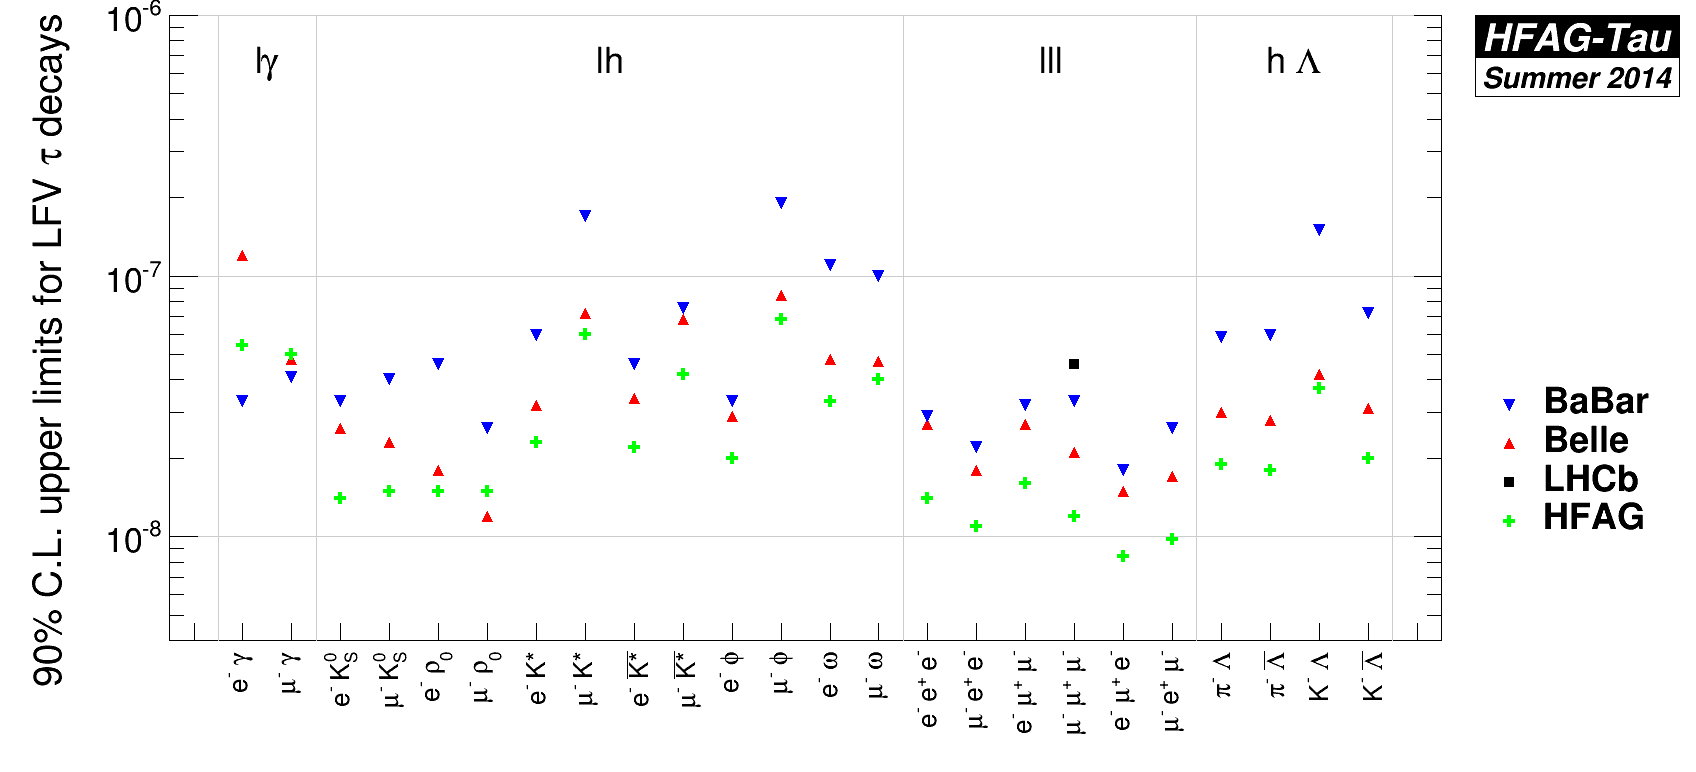 90% C.L. upper limits for LFV τ decays
10⁻⁶
10⁻⁷
10⁻⁸
lγ
lh
lll
h Λ
HFAG-Tau
Summer 2014
BaBar
Belle
LHCb
HFAG
e⁻ γ
μ⁻ γ
e⁻ K⁰S
μ⁻ K⁰S
e⁻ ρ₀
μ⁻ ρ₀
e⁻ K*
μ⁻ K*
e⁻ K̅*
μ⁻ K̅*
e⁻ ϕ
μ⁻ ϕ
e⁻ ω
μ⁻ ω
e⁻ e⁺ e⁻
μ⁻ e⁺ e⁻
e⁻ μ⁺ μ⁻
μ⁻ μ⁺ μ⁻
e⁻ μ⁺ e⁻
μ⁻ e⁺ μ⁻
π⁻ Λ
π⁻ Λ̅
K⁻ Λ
K⁻ Λ̅